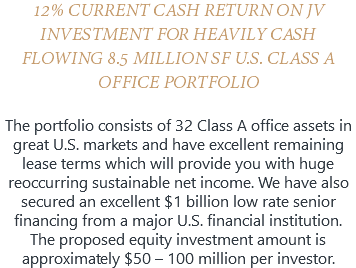 12% CURRENT CASH RETURN ON JV
INVESTMENT FOR HEAVILY CASH
FLOWING 8.5 MILLION SF U.S. CLASS A
OFFICE PORTFOLIO
The portfolio consists of 32 Class A office assets in
great U.S. markets and have excellent remaining
lease terms which will provide you with huge
reoccurring sustainable net income. We have also
secured an excellent $1 billion low rate senior
financing from a major U.S. financial institution.
The proposed equity investment amount is
approximately $50 – 100 million per investor.